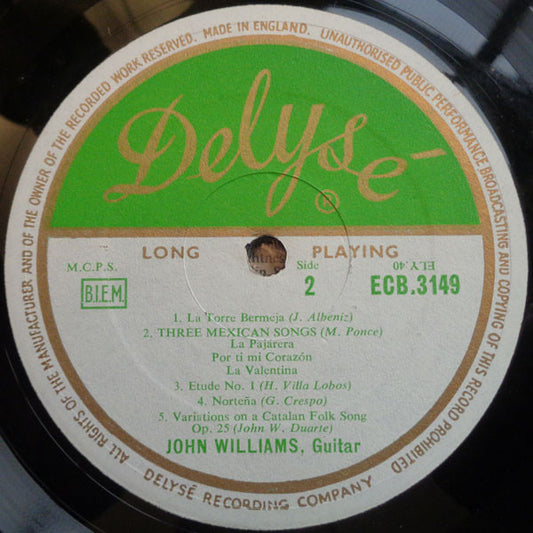 ALL RIGHTS OF THE MANUFACTURER AND OF THE OWNER OF THE RECORDED WORK RESERVED. MADE IN ENGLAND. UNAUTHORISED PUBLIC PERFORMANCE BROADCASTING AND COPYING OF THIS RECORD PROHIBITED
Delysé
®
LONG PLAYING
M.C.P.S.
B.I.E.M.
Side
2
ELY.40
ECB.3149
1. La Torre Bermeja (J. Albeniz)
2. THREE MEXICAN SONGS (M. Ponce)
La Pajarera
Por ti mi Corazón
La Valentina
3. Etude No. 1 (H. Villa Lobos)
4. Norteña (G. Crespo)
5. Variations on a Catalan Folk Song
Op. 25 (John W. Duarte)
JOHN WILLIAMS, Guitar
DELYSÉ RECORDING COMPANY